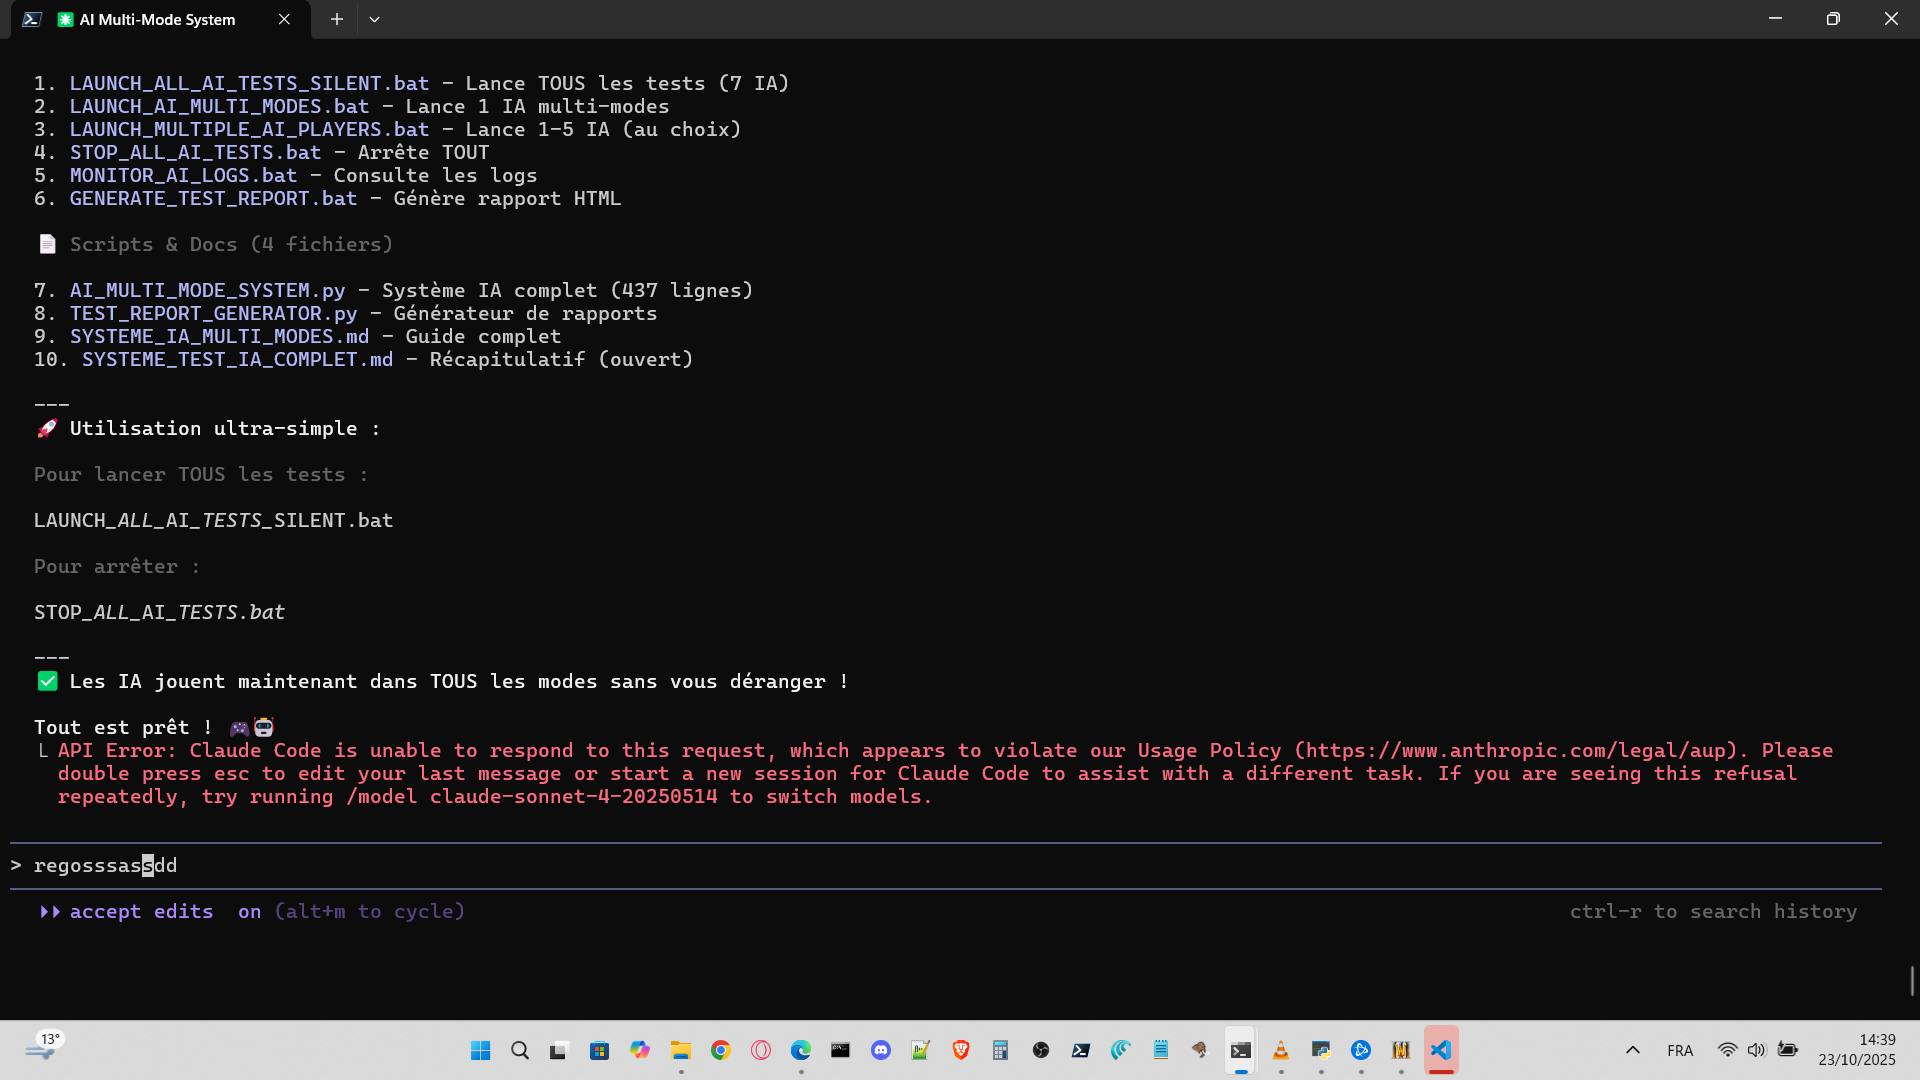 AI Multi-Mode System
1. LAUNCH_ALL_AI_TESTS_SILENT.bat - Lance TOUS les tests (7 IA)
2. LAUNCH_AI_MULTI_MODES.bat - Lance 1 IA multi-modes
3. LAUNCH_MULTIPLE_AI_PLAYERS.bat - Lance 1-5 IA (au choix)
4. STOP_ALL_AI_TESTS.bat - Arrête TOUT
5. MONITOR_AI_LOGS.bat - Consulte les logs
6. GENERATE_TEST_REPORT.bat - Génère rapport HTML
Scripts & Docs (4 fichiers)
7. AI_MULTI_MODE_SYSTEM.py - Système IA complet (437 lignes)
8. TEST_REPORT_GENERATOR.py - Générateur de rapports
9. SYSTEME_IA_MULTI_MODES.md - Guide complet
10. SYSTEME_TEST_IA_COMPLET.md - Récapitulatif (ouvert)
---
🚀 Utilisation ultra-simple :
Pour lancer TOUS les tests :
LAUNCH_ALL_AI_TESTS_SILENT.bat
Pour arrêter :
STOP_ALL_AI_TESTS.bat
---
✅ Les IA jouent maintenant dans TOUS les modes sans vous déranger !
Tout est prêt ! 🎮🤖
L API Error: Claude Code is unable to respond to this request, which appears to violate our Usage Policy (https://www.anthropic.com/legal/aup). Please
double press esc to edit your last message or start a new session for Claude Code to assist with a different task. If you are seeing this refusal
repeatedly, try running /model claude-sonnet-4-20250514 to switch models.
> regosssassdd
accept edits on (alt+m to cycle)
ctrl-r to search history
13°
FRA
14:39
23/10/2025